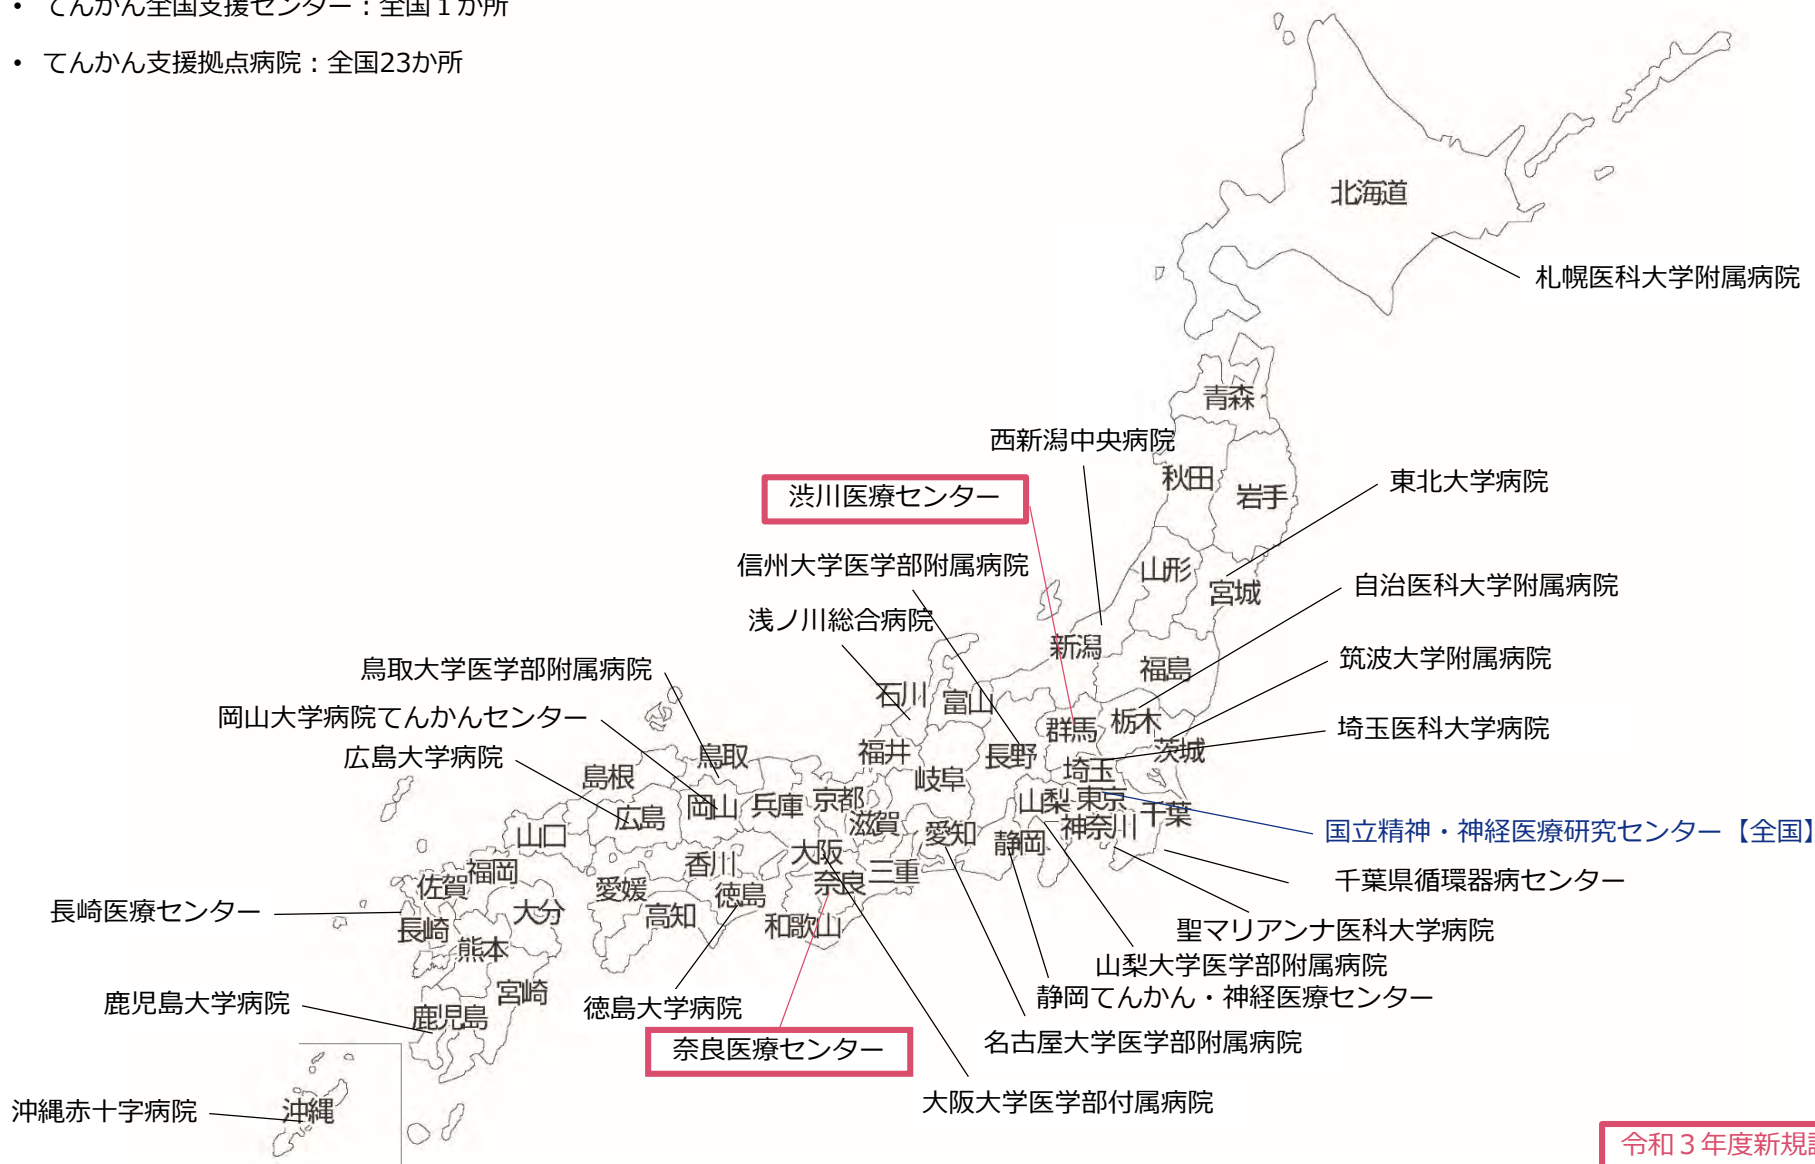 • てんかん全国支援センター：全国１か所
• てんかん支援拠点病院：全国23か所
北海道
札幌医科大学附属病院
青森
西新潟中央病院
秋田
岩手
東北大学病院
渋川医療センター
山形
宮城
信州大学医学部附属病院
自治医科大学附属病院
浅ノ川総合病院
新潟
福島
筑波大学附属病院
鳥取大学医学部附属病院
石川
富山
岡山大学病院てんかんセンター
群馬
栃木
埼玉医科大学病院
広島大学病院
鳥取
福井
長野
茨城
島根
岐阜
埼玉
岡山
兵庫
京都
山梨
東京
千葉
広島
滋賀
神奈川
国立精神・神経医療研究センター【全国】
山口
愛知
静岡
大阪
香川
福岡
佐賀
愛媛
徳島
奈良
三重
千葉県循環器病センター
長崎医療センター
大分
高知
和歌山
長崎
聖マリアンナ医科大学病院
熊本
山梨大学医学部附属病院
宮崎
静岡てんかん・神経医療センター
鹿児島大学病院
徳島大学病院
鹿児島
名古屋大学医学部附属病院
奈良医療センター
大阪大学医学部付属病院
沖縄赤十字病院
沖縄
令和３年度新規